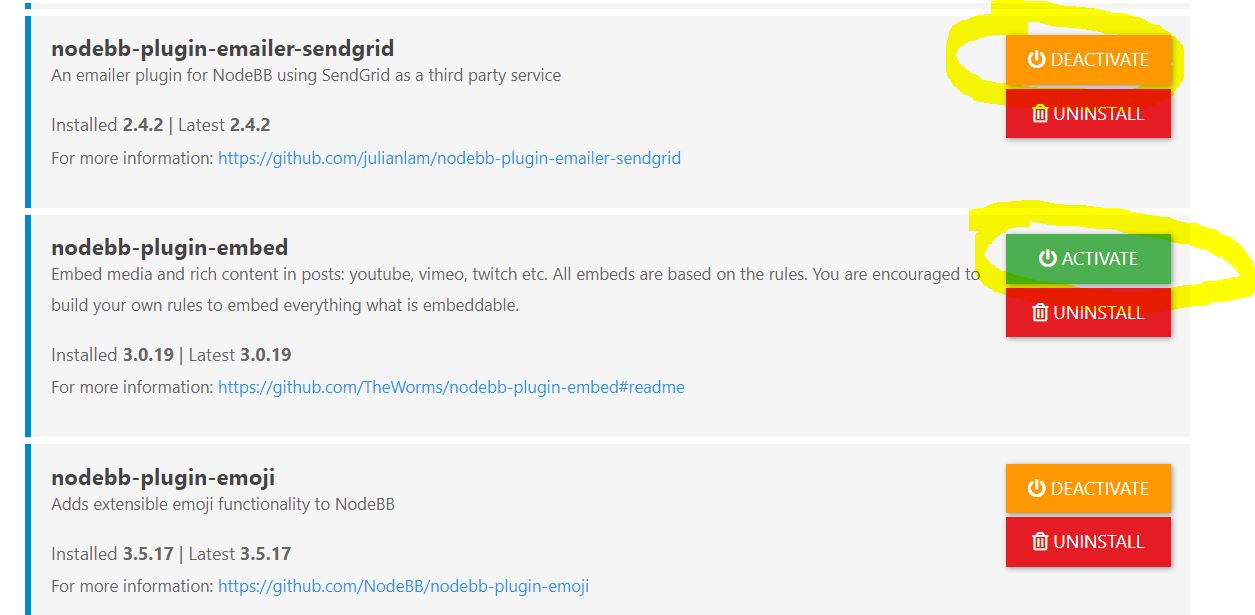 nodebb-plugin-emailer-sendgrid
An emailer plugin for NodeBB using SendGrid as a third party service
DEACTIVATE
UNINSTALL
Installed 2.4.2 | Latest 2.4.2
For more information: https://github.com/julianlam/nodebb-plugin-emailer-sendgrid
nodebb-plugin-embed
Embed media and rich content in posts: youtube, vimeo, twitch etc. All embeds are based on the rules. You are encouraged to
build your own rules to embed everything what is embeddable.
ACTIVATE
UNINSTALL
Installed 3.0.19 | Latest 3.0.19
For more information: https://github.com/TheWorms/nodebb-plugin-embed#readme
nodebb-plugin-emoji
Adds extensible emoji functionality to NodeBB
DEACTIVATE
UNINSTALL
Installed 3.5.17 | Latest 3.5.17
For more information: https://github.com/NodeBB/nodebb-plugin-emoji